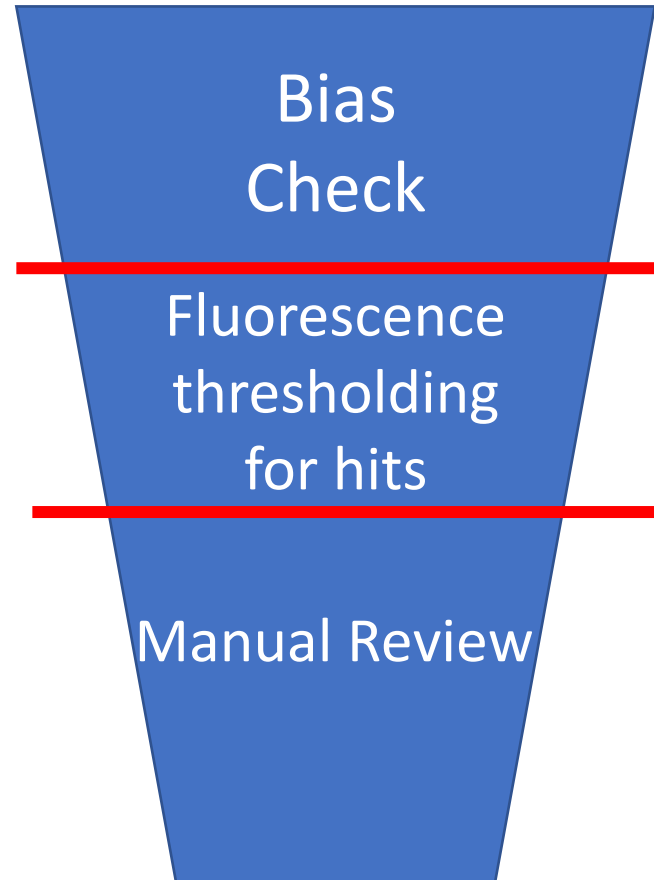 Bias
Check
Fluorescence
thresholding
for hits
Manual Review